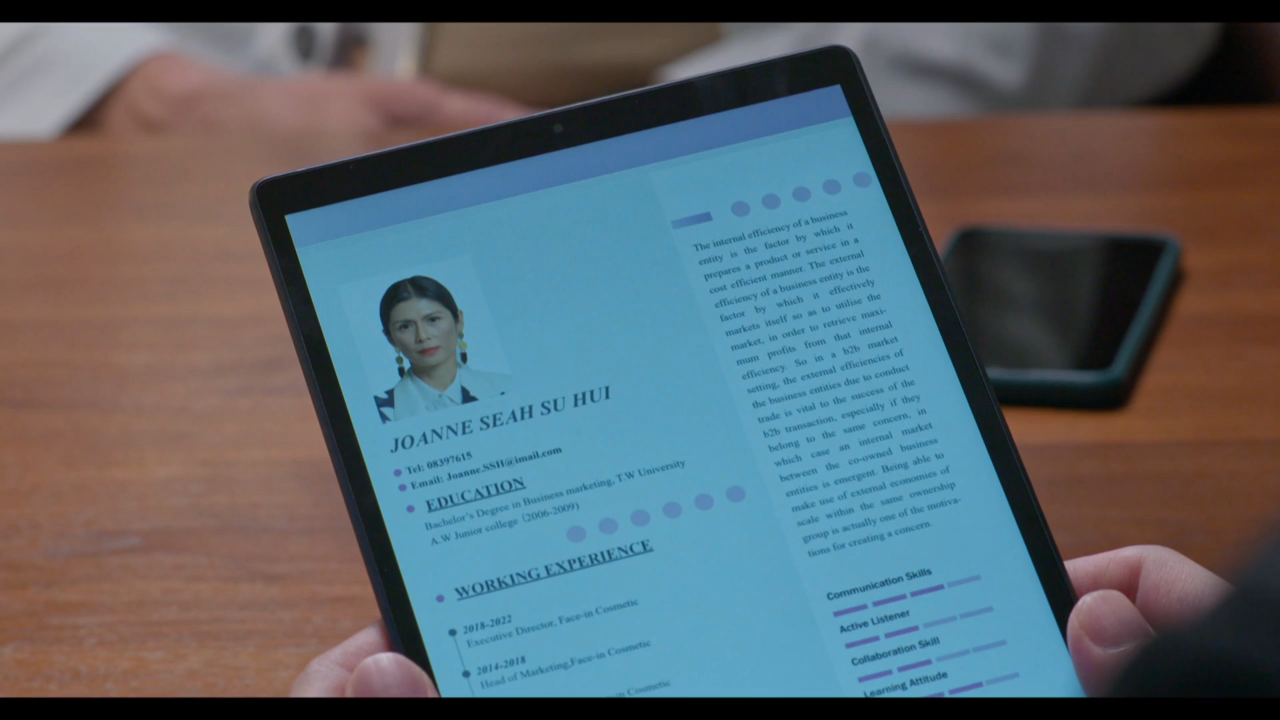 JOANNE SEAH SU HUI
Tel: 08397615
Email: Joanne.SSH@imail.com
EDUCATION
Bachelor's Degree in Business marketing, T.W University
A.W Junior college (2006-2009)
WORKING EXPERIENCE
2018-2022
Executive Director, Face-in Cosmetic
2014-2018
Head of Marketing,Face-in Cosmetic
in Cosmetic
The internal efficiency of a business
entity is the factor by which it
prepares a product or service in a
cost efficient manner. The external
efficiency of a business entity is the
factor by which it effectively
markets itself so as to utilise the
market, in order to retrieve maxi-
mum profits from that internal
efficiency. So in a b2b market
setting, the external efficiencies of
the business entities due to conduct
trade is vital to the success of the
b2b transaction, especially if they
belong to the same concern, in
which case an internal market
between the co-owned business
entities is emergent. Being able to
make use of external economies of
scale within the same ownership
group is actually one of the motiva-
tions for creating a concern.
Communication Skills
Active Listener
Collaboration Skill
Learning Attitude